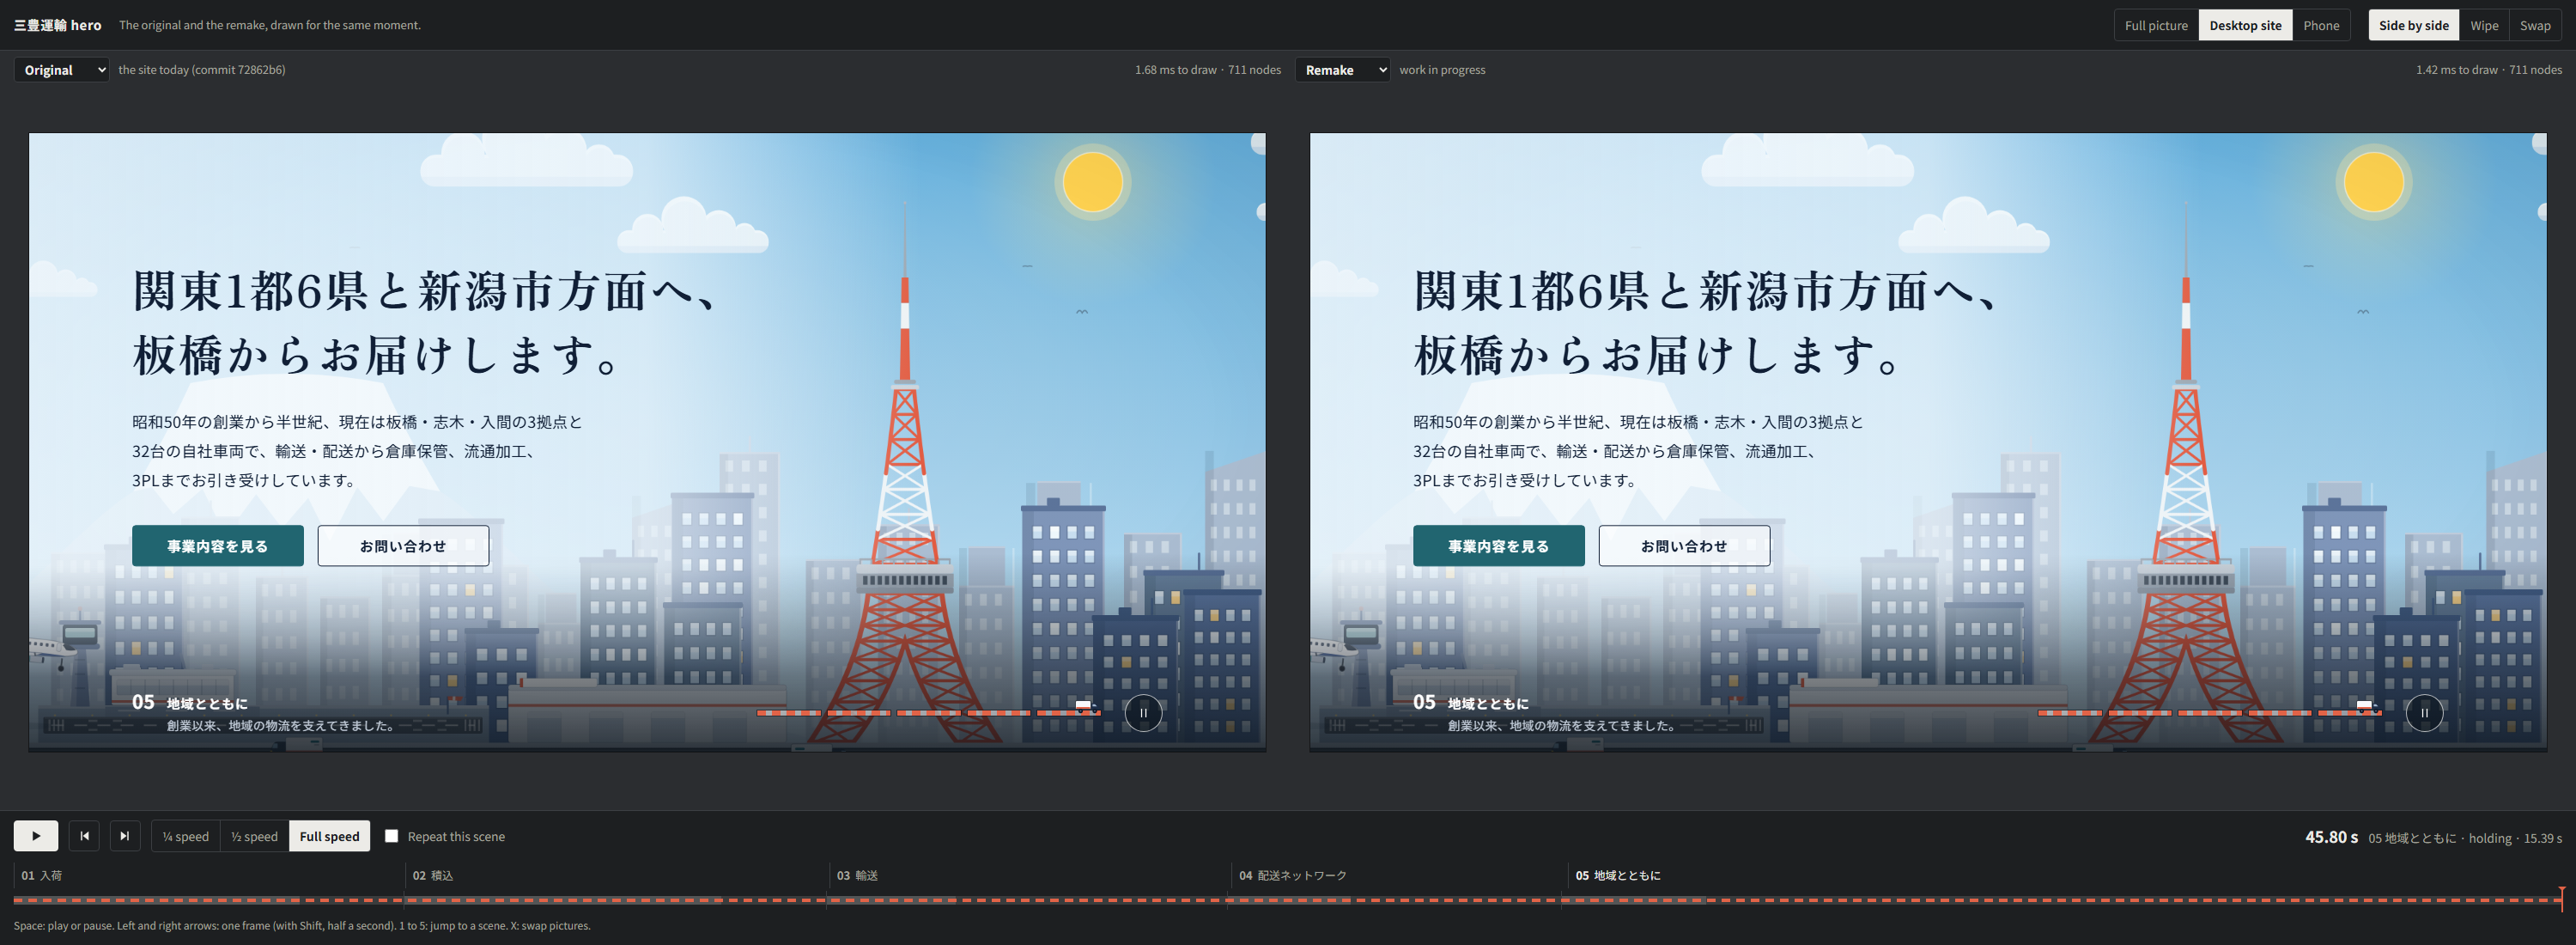 三豊運輸 hero
The original and the remake, drawn for the same moment.
Full picture
Desktop site
Phone
Side by side
Wipe
Swap
Original
the site today (commit 72862b6)
1.68 ms to draw · 711 nodes
Remake
work in progress
1.42 ms to draw · 711 nodes
関東1都6県と新潟市方面へ、
板橋からお届けします。
昭和50年の創業から半世紀、現在は板橋・志木・入間の3拠点と
32台の自社車両で、輸送・配送から倉庫保管、流通加工、
3PLまでお引き受けしています。
事業内容を見る
お問い合わせ
05 地域とともに
創業以来、地域の物流を支えてきました。
関東1都6県と新潟市方面へ、
板橋からお届けします。
昭和50年の創業から半世紀、現在は板橋・志木・入間の3拠点と
32台の自社車両で、輸送・配送から倉庫保管、流通加工、
3PLまでお引き受けしています。
事業内容を見る
お問い合わせ
05 地域とともに
創業以来、地域の物流を支えてきました。
¼ speed
½ speed
Full speed
Repeat this scene
45.80 s
05 地域とともに · holding · 15.39 s
01 入荷
02 積込
03 輸送
04 配送ネットワーク
05 地域とともに
Space: play or pause. Left and right arrows: one frame (with Shift, half a second). 1 to 5: jump to a scene. X: swap pictures.